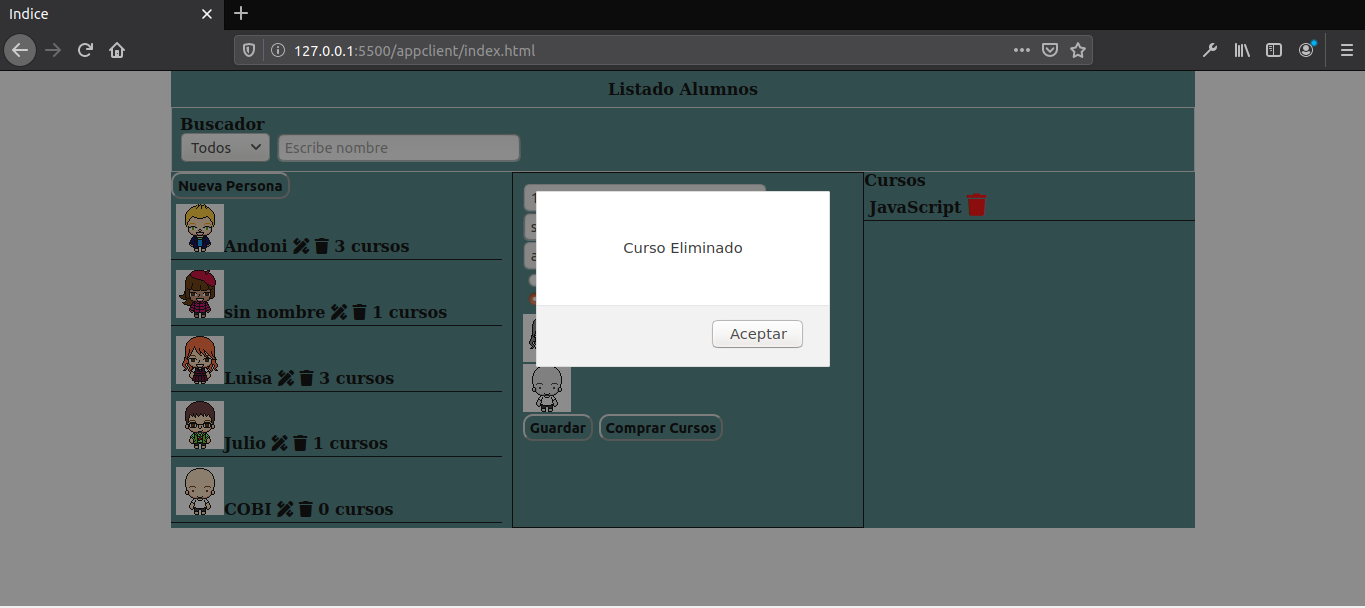 Indice
127.0.0.1:5500/appclient/index.html
Listado Alumnos
Buscador
Todos
Escribe nombre
Nueva Persona
Andoni 3 cursos
sin nombre 1 cursos
Luisa 3 cursos
Julio 1 cursos
COBI 0 cursos
Curso Eliminado
Aceptar
Guardar
Comprar Cursos
Cursos
JavaScript